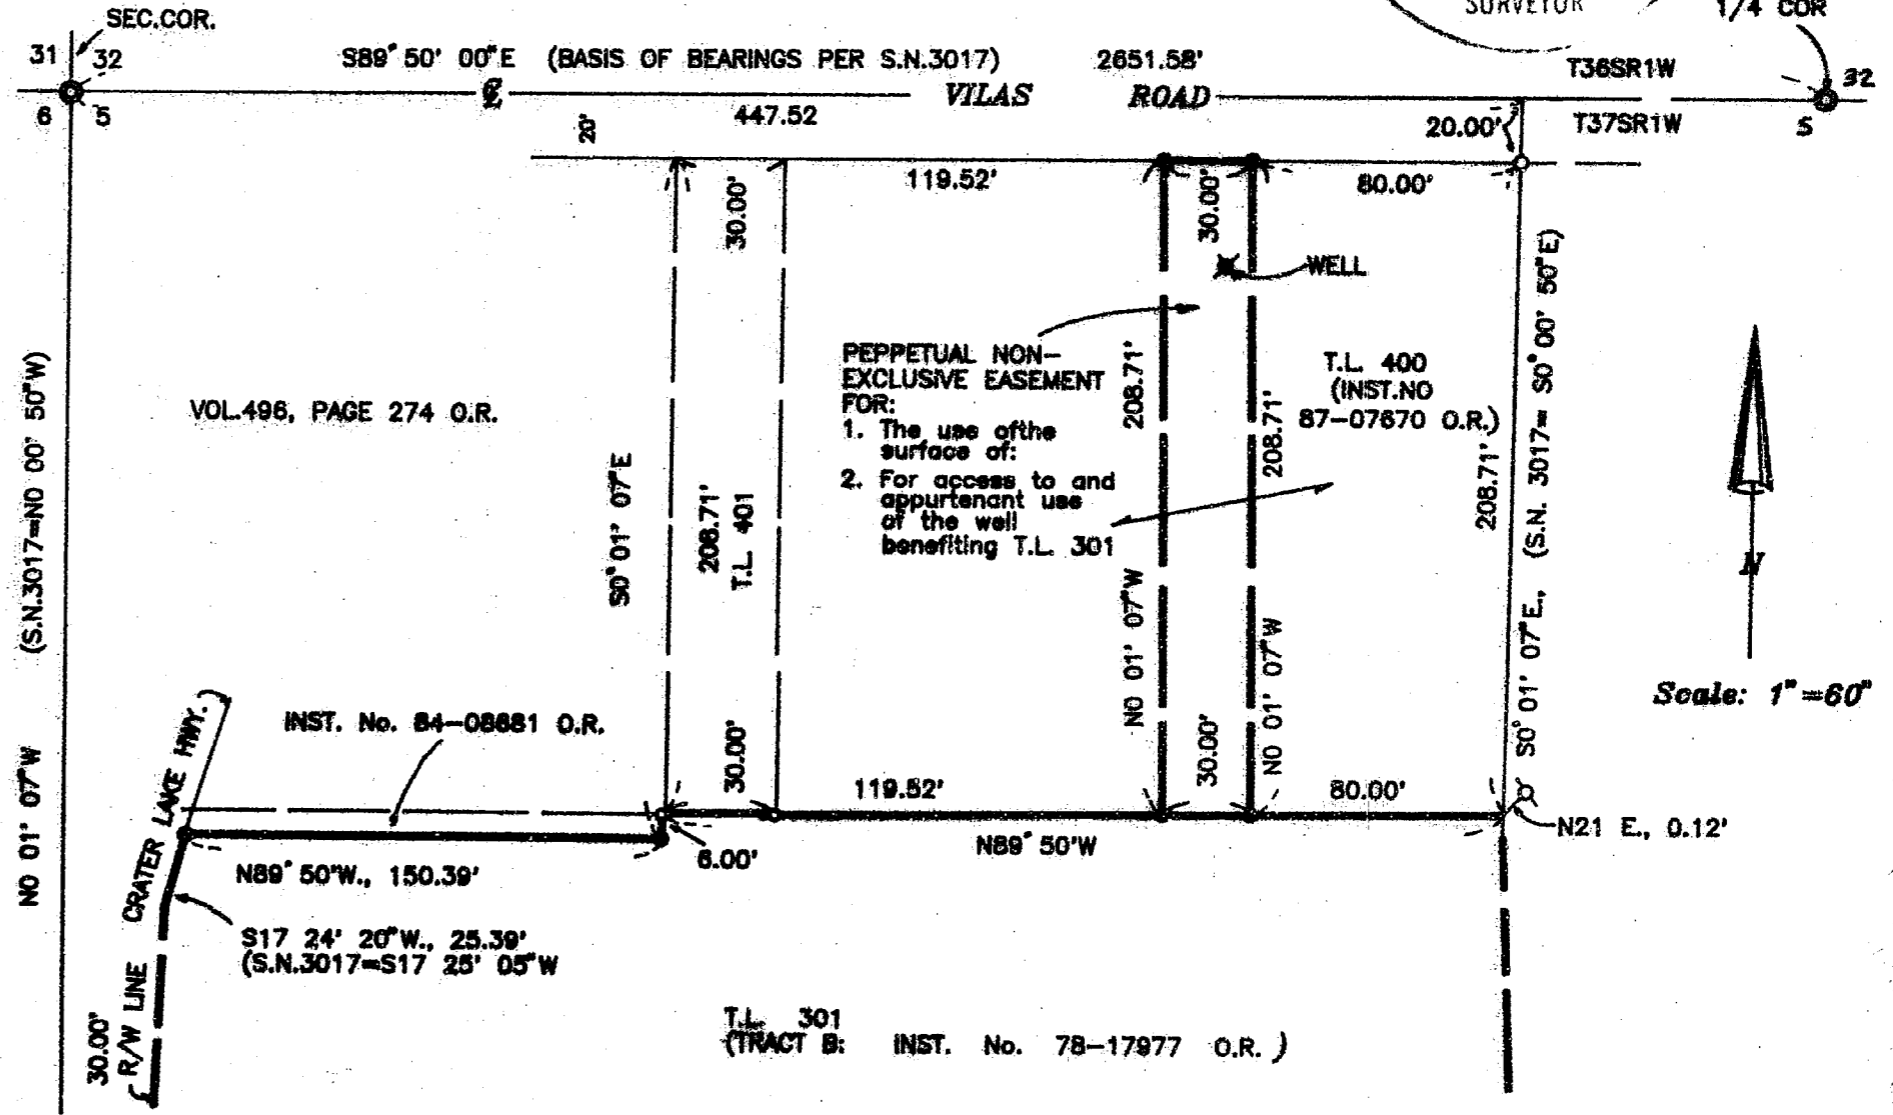 SEC.COR.
SURVEYOR
1/4 COR
31 32
S89° 50' 00"E (BASIS OF BEARINGS PER S.N.3017) 2651.58'
T36SR1W
32
℄
VILAS ROAD
6 5
447.52
20'
20.00'
T37SR1W
5
119.52'
80.00'
30.00'
30.00'
WELL
PEPPETUAL NON-
EXCLUSIVE EASEMENT
FOR:
1. The use ofthe
surface of:
2. For access to and
appurtenant use
of the well
benefiting T.L. 301
T.L. 400
(INST.NO
87-07670 O.R.)
VOL.496, PAGE 274 O.R.
(S.N.3017=N0 00' 50"W)
N0 01' 07"W
S0° 01' 07"E
208.71'
T.L. 401
208.71'
N0 01' 07"W
208.71'
N0 01' 07"W
208.71'
S0° 01' 07"E., (S.N. 3017= S0° 00' 50"E)
N
Scale: 1"=60"
INST. No. 84-08681 O.R.
30.00'
30.00'
119.52'
80.00'
N89° 50'W
N21 E., 0.12'
6.00'
N89° 50'W., 150.39'
CRATER LAKE HWY.
R/W LINE
30.00'
S17 24' 20"W., 25.39'
(S.N.3017=S17 25' 05"W
T.L. 301
(TRACT B: INST. No. 78-17977 O.R. )